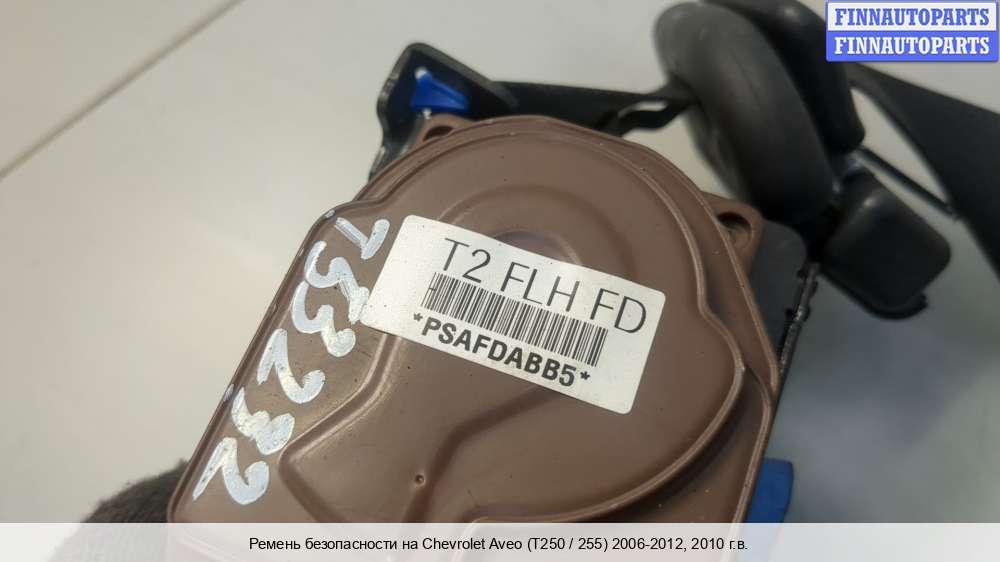 FINNAUTOPARTS
FINNAUTOPARTS
T2 FLH FD
*PSAFDABB5*
Ремень безопасности на Chevrolet Aveo (T250 / 255) 2006-2012, 2010 г.в.